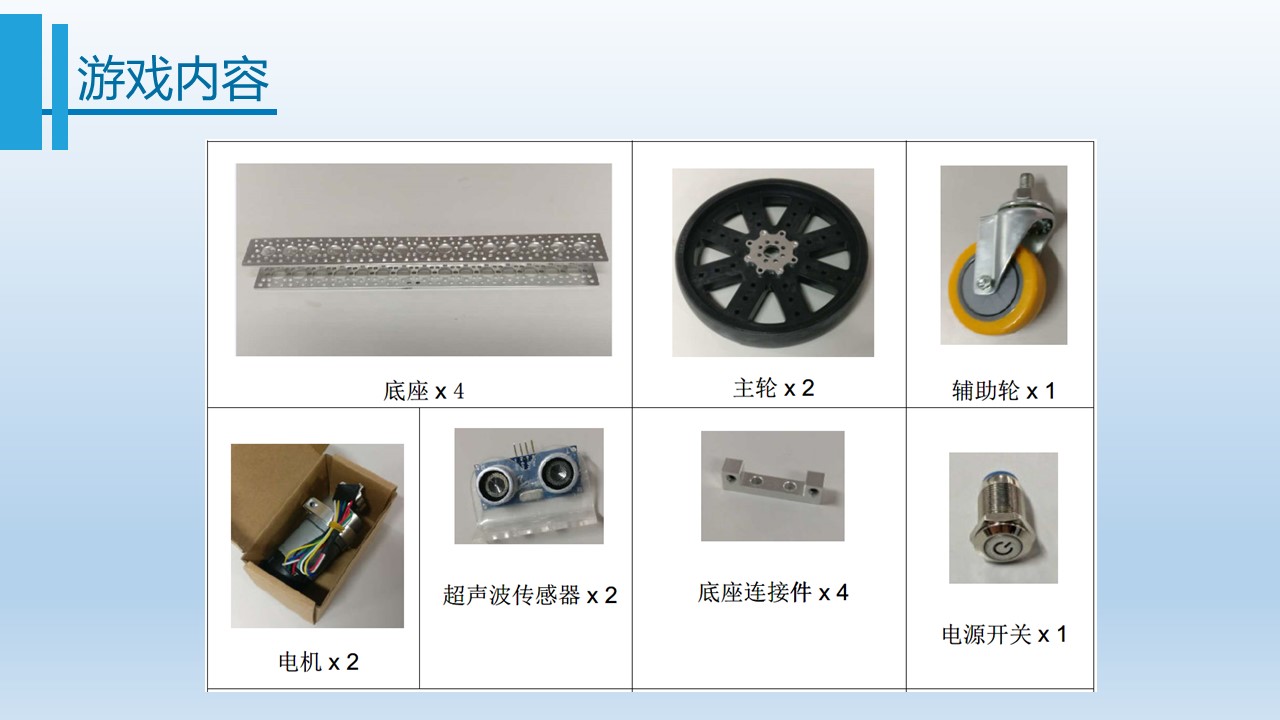 游戏内容
底座 x 4
主轮 x 2
辅助轮 x 1
电机 x 2
超声波传感器 x 2
底座连接件 x 4
电源开关 x 1